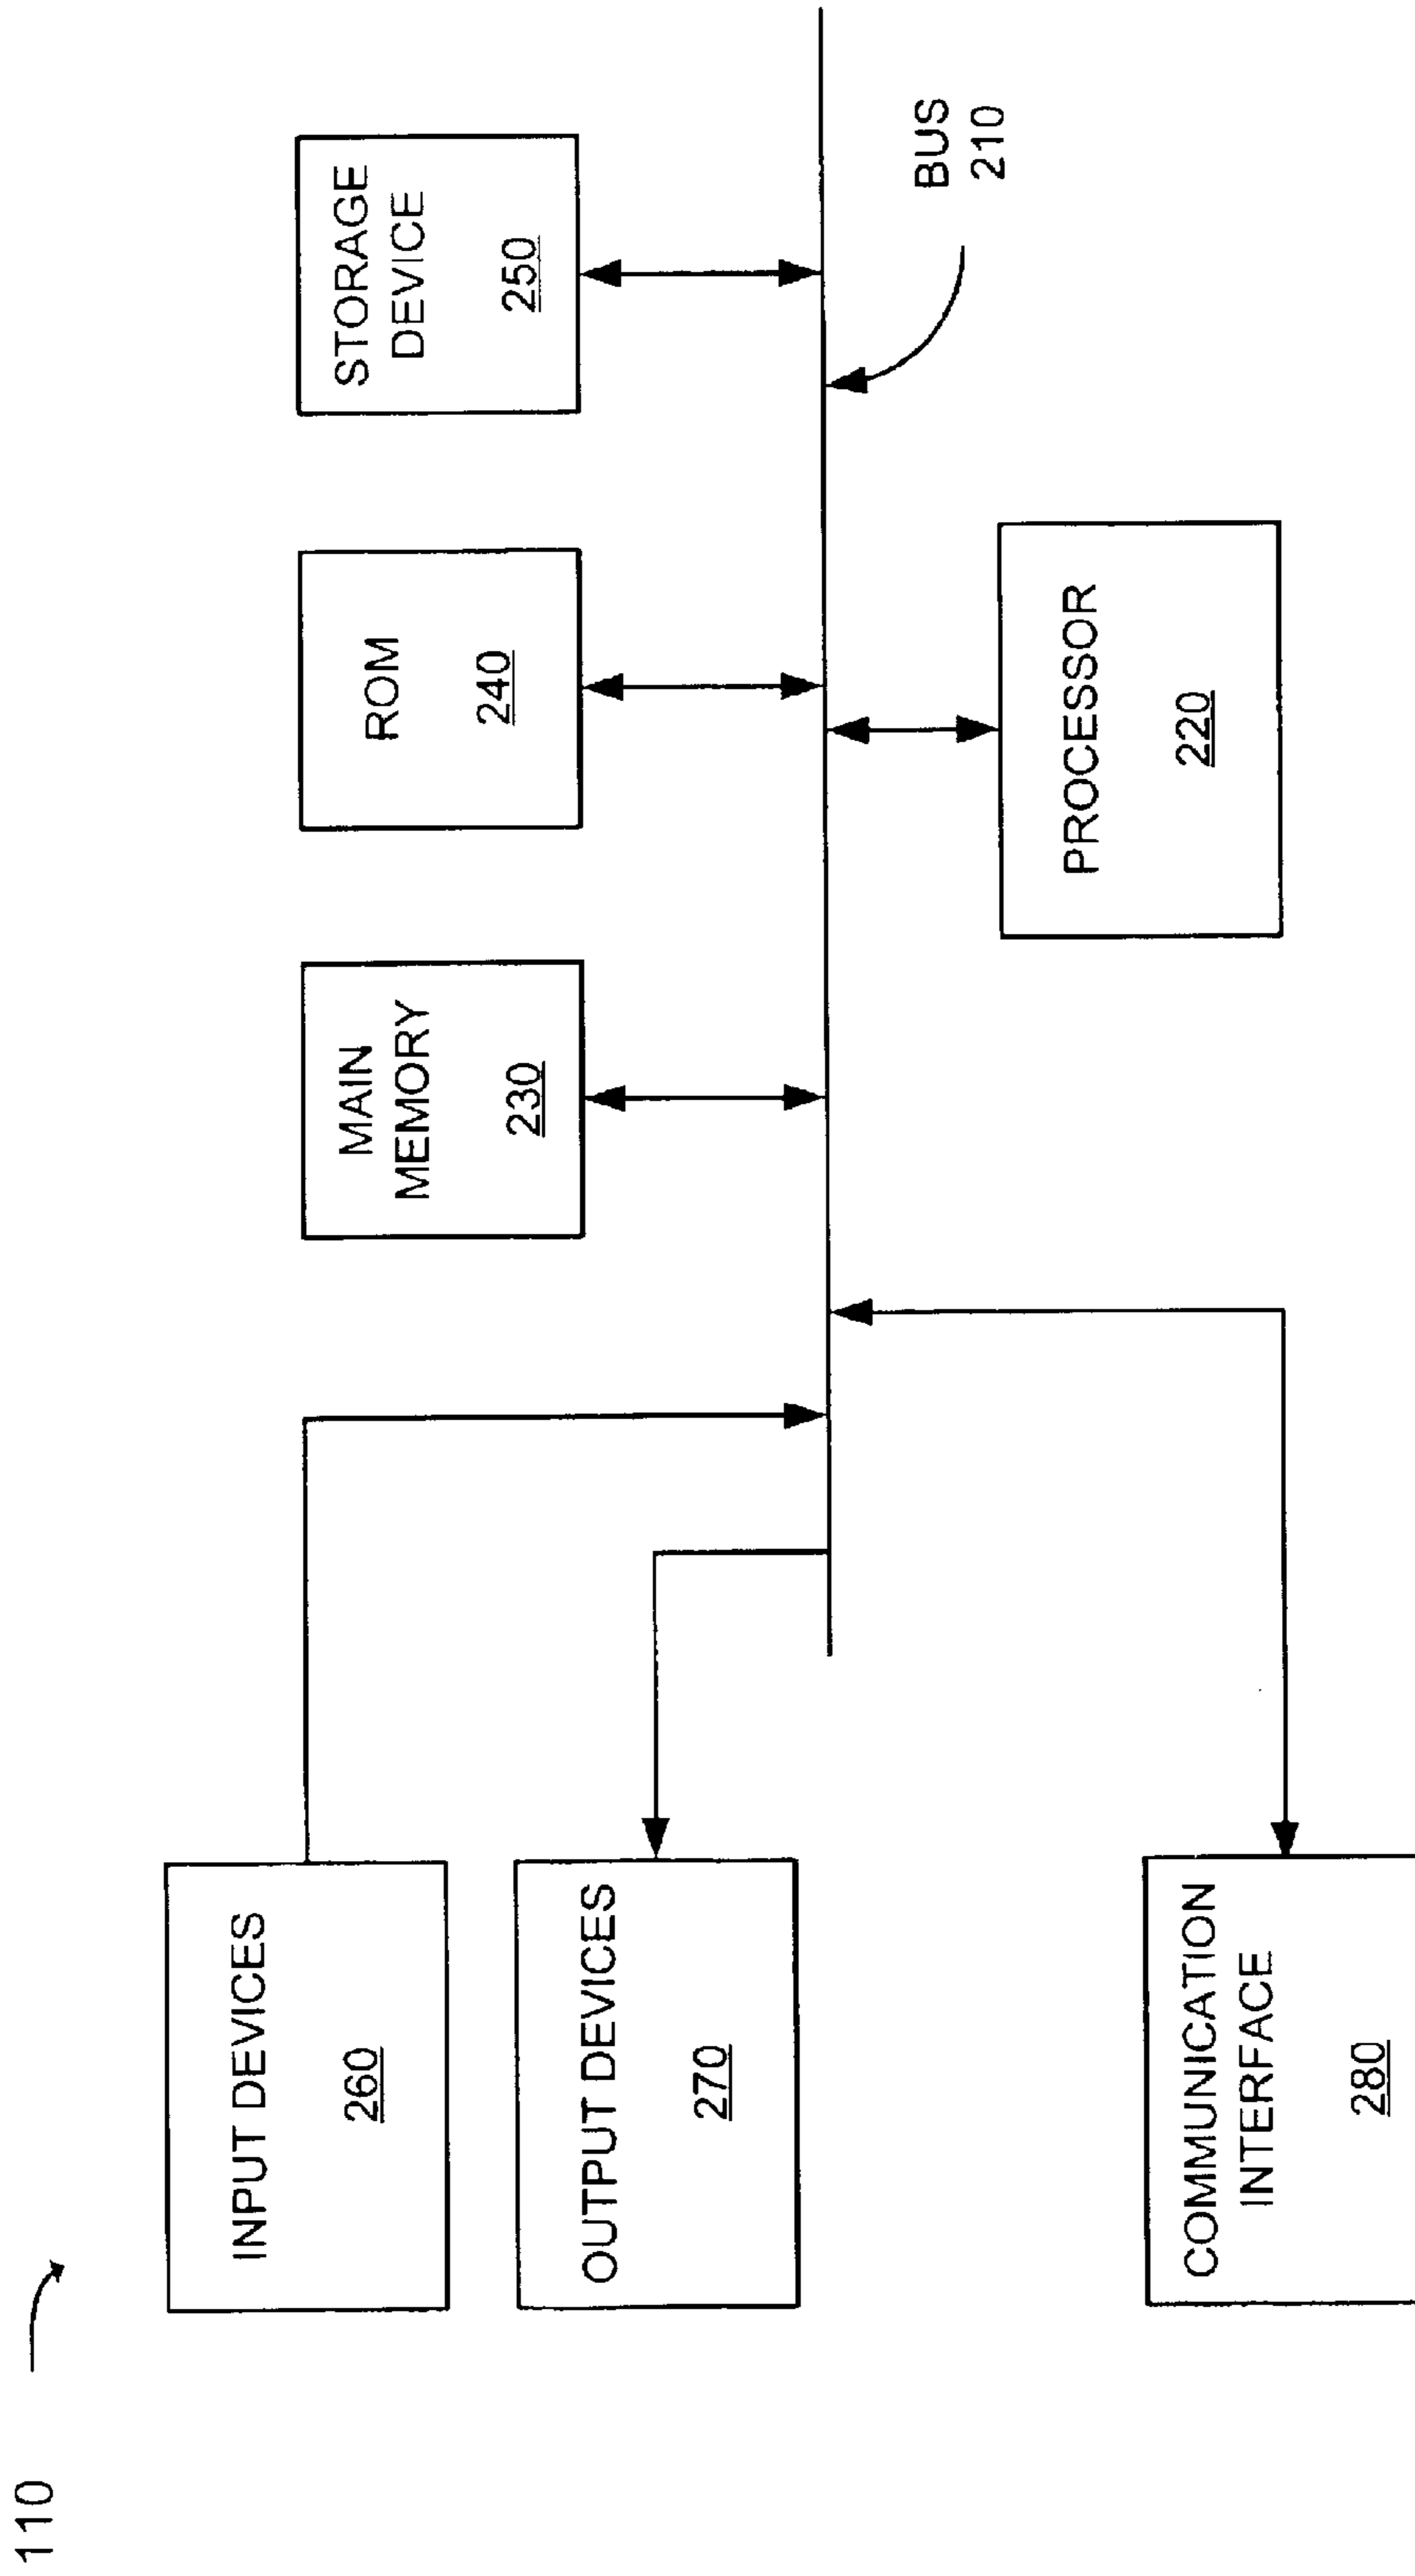 110
INPUT DEVICES
260
OUTPUT DEVICES
270
COMMUNICATION
INTERFACE
280
MAIN
MEMORY
230
ROM
240
STORAGE
DEVICE
250
PROCESSOR
220
BUS
210